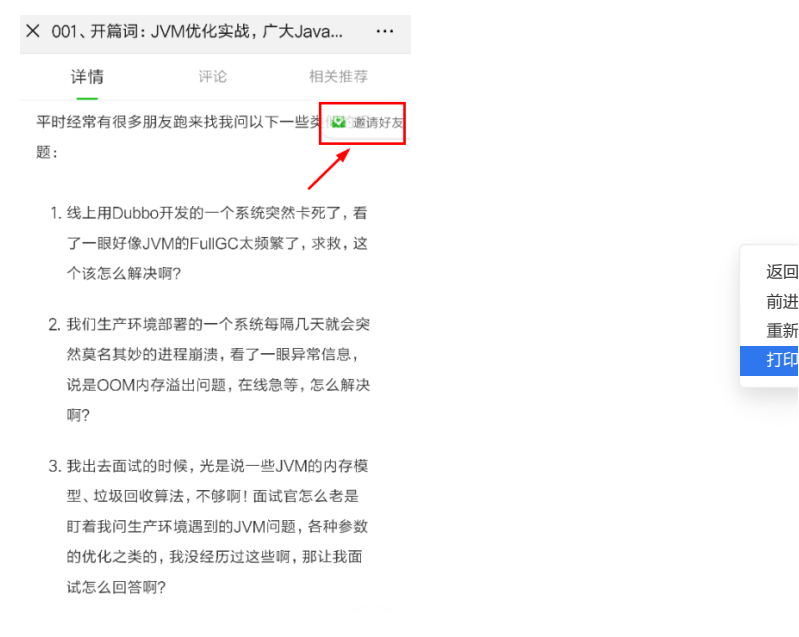 001、开篇词：JVM优化实战，广大Java...
详情 评论 相关推荐
平时经常有很多朋友跑来找我问以下一些类
邀请好友
题：
1. 线上用Dubbo开发的一个系统突然卡死了，看
了一眼好像JVM的FullGC太频繁了，求救，这
个该怎么解决啊？
2. 我们生产环境部署的一个系统每隔几天就会突
然莫名其妙的进程崩溃，看了一眼异常信息，
说是OOM内存溢出问题，在线急等，怎么解决
啊？
3. 我出去面试的时候，光是说一些JVM的内存模
型、垃圾回收算法，不够啊！面试官怎么老是
盯着我问生产环境遇到的JVM问题，各种参数
的优化之类的，我没经历过这些啊，那让我面
试怎么回答啊？
返回
前进
重新
打印